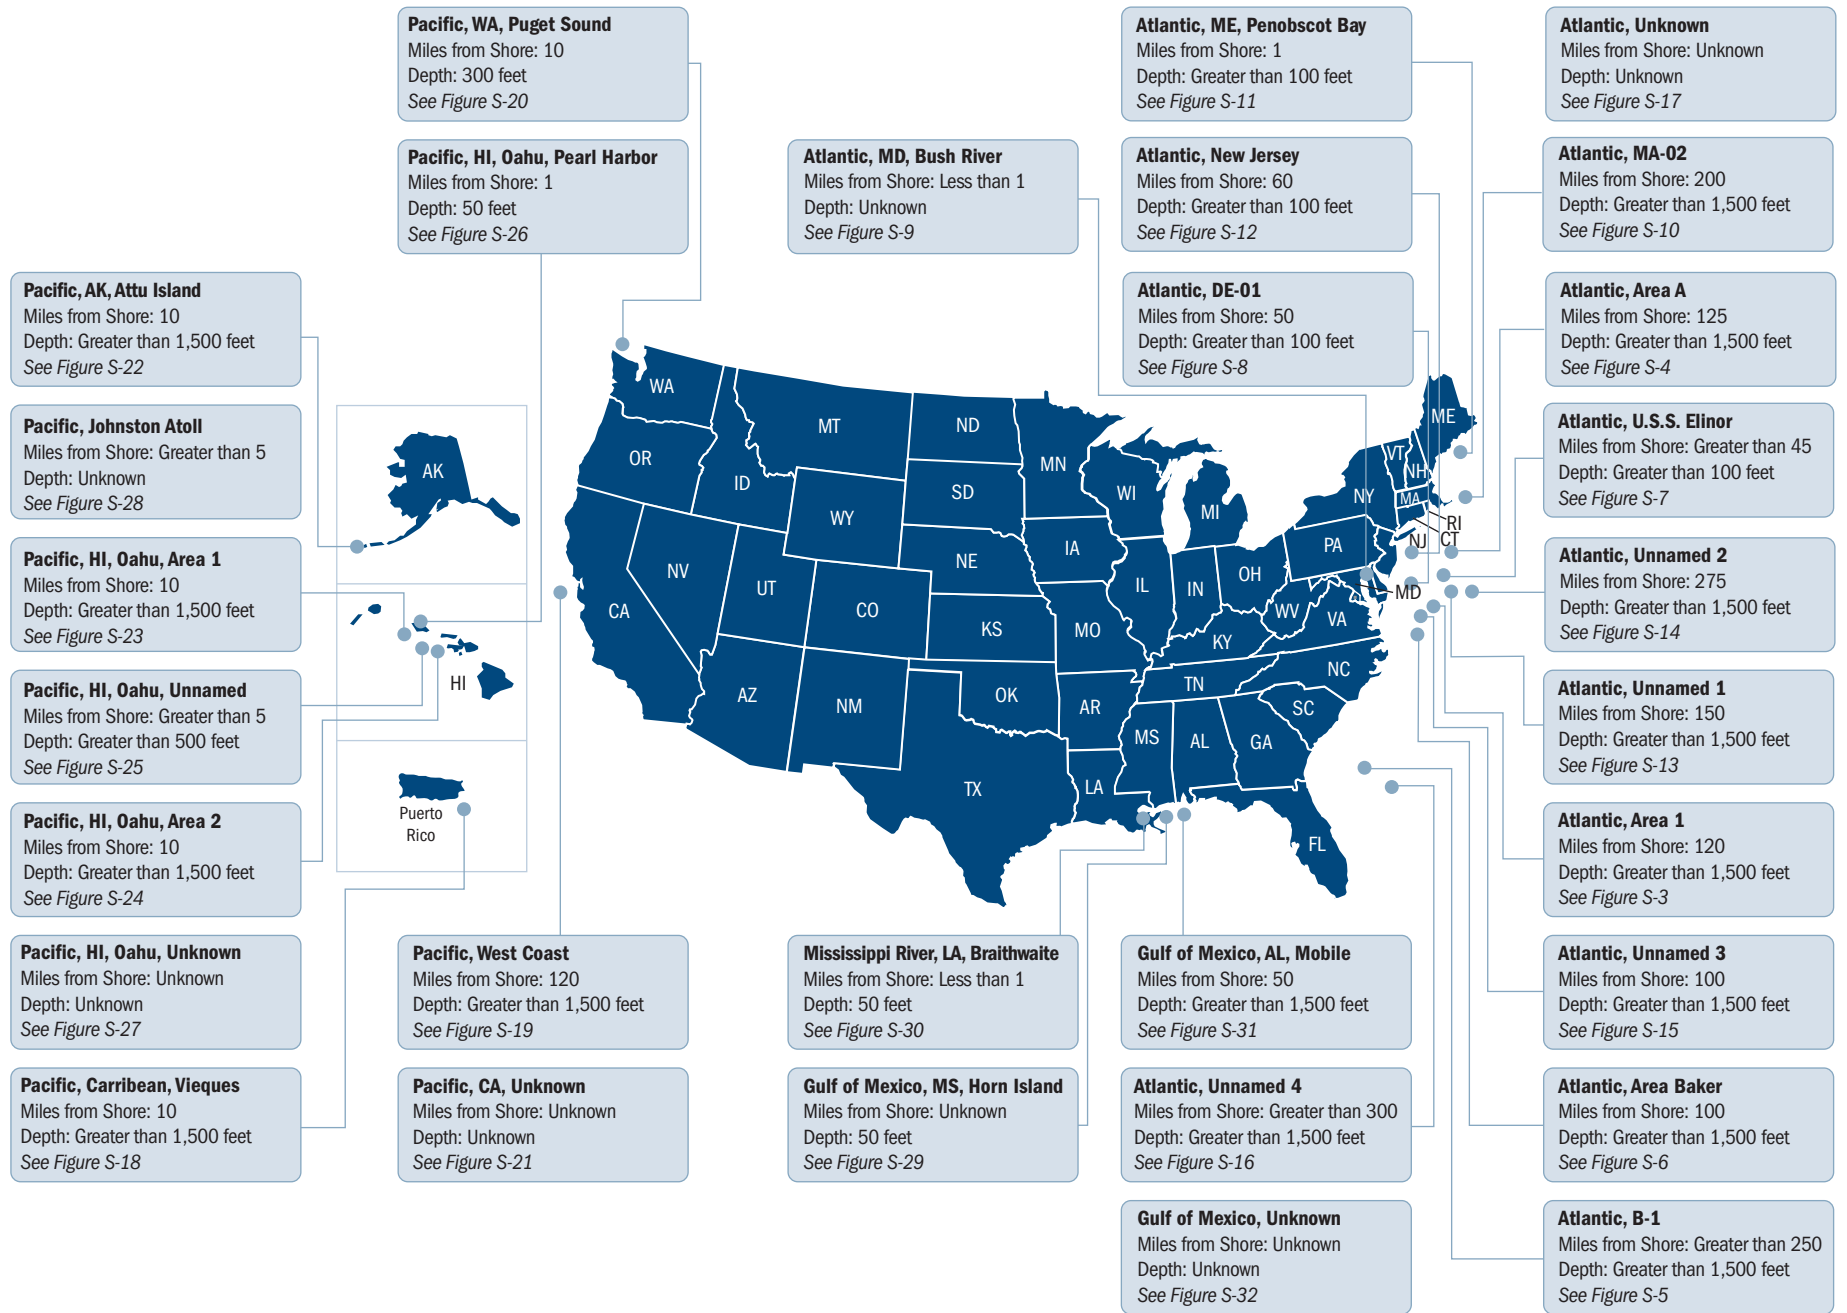 Pacific, WA, Puget Sound
Miles from Shore: 10
Depth: 300 feet
See Figure S-20
Atlantic, ME, Penobscot Bay
Miles from Shore: 1
Depth: Greater than 100 feet
See Figure S-11
Atlantic, Unknown
Miles from Shore: Unknown
Depth: Unknown
See Figure S-17
Pacific, HI, Oahu, Pearl Harbor
Miles from Shore: 1
Depth: 50 feet
See Figure S-26
Atlantic, MD, Bush River
Miles from Shore: Less than 1
Depth: Unknown
See Figure S-9
Atlantic, New Jersey
Miles from Shore: 60
Depth: Greater than 100 feet
See Figure S-12
Atlantic, MA-02
Miles from Shore: 200
Depth: Greater than 1,500 feet
See Figure S-10
Pacific, AK, Attu Island
Miles from Shore: 10
Depth: Greater than 1,500 feet
See Figure S-22
Atlantic, DE-01
Miles from Shore: 50
Depth: Greater than 100 feet
See Figure S-8
Atlantic, Area A
Miles from Shore: 125
Depth: Greater than 1,500 feet
See Figure S-4
Pacific, Johnston Atoll
Miles from Shore: Greater than 5
Depth: Unknown
See Figure S-28
Atlantic, U.S.S. Elinor
Miles from Shore: Greater than 45
Depth: Greater than 100 feet
See Figure S-7
Pacific, HI, Oahu, Area 1
Miles from Shore: 10
Depth: Greater than 1,500 feet
See Figure S-23
Atlantic, Unnamed 2
Miles from Shore: 275
Depth: Greater than 1,500 feet
See Figure S-14
Pacific, HI, Oahu, Unnamed
Miles from Shore: Greater than 5
Depth: Greater than 500 feet
See Figure S-25
Atlantic, Unnamed 1
Miles from Shore: 150
Depth: Greater than 1,500 feet
See Figure S-13
Pacific, HI, Oahu, Area 2
Miles from Shore: 10
Depth: Greater than 1,500 feet
See Figure S-24
Atlantic, Area 1
Miles from Shore: 120
Depth: Greater than 1,500 feet
See Figure S-3
AK
HI
Puerto
Rico
WA
OR
CA
ID
NV
MT
WY
UT
AZ
CO
NM
ND
SD
NE
KS
OK
TX
MN
IA
MO
AR
LA
WI
IL
MS
MI
IN
OH
KY
TN
AL
GA
FL
SC
NC
VA
WV
PA
NY
VT
NH
ME
MA
RI
CT
NJ
MD
Pacific, HI, Oahu, Unknown
Miles from Shore: Unknown
Depth: Unknown
See Figure S-27
Pacific, West Coast
Miles from Shore: 120
Depth: Greater than 1,500 feet
See Figure S-19
Mississippi River, LA, Braithwaite
Miles from Shore: Less than 1
Depth: 50 feet
See Figure S-30
Gulf of Mexico, AL, Mobile
Miles from Shore: 50
Depth: Greater than 1,500 feet
See Figure S-31
Atlantic, Unnamed 3
Miles from Shore: 100
Depth: Greater than 1,500 feet
See Figure S-15
Pacific, Carribean, Vieques
Miles from Shore: 10
Depth: Greater than 1,500 feet
See Figure S-18
Pacific, CA, Unknown
Miles from Shore: Unknown
Depth: Unknown
See Figure S-21
Gulf of Mexico, MS, Horn Island
Miles from Shore: Unknown
Depth: 50 feet
See Figure S-29
Atlantic, Unnamed 4
Miles from Shore: Greater than 300
Depth: Greater than 1,500 feet
See Figure S-16
Atlantic, Area Baker
Miles from Shore: 100
Depth: Greater than 1,500 feet
See Figure S-6
Gulf of Mexico, Unknown
Miles from Shore: Unknown
Depth: Unknown
See Figure S-32
Atlantic, B-1
Miles from Shore: Greater than 250
Depth: Greater than 1,500 feet
See Figure S-5